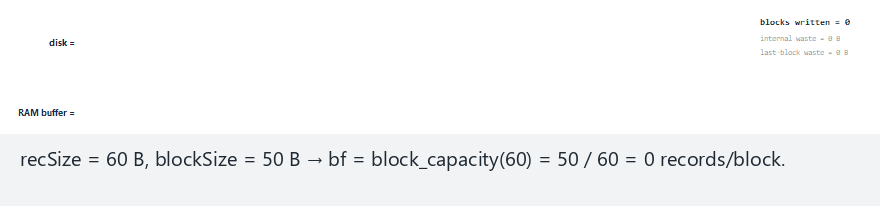 blocks written = 0
internal waste = 0 B
last-block waste = 0 B
disk =
RAM buffer =
recSize = 60 B, blockSize = 50 B → bf = block_capacity(60) = 50 / 60 = 0 records/block.